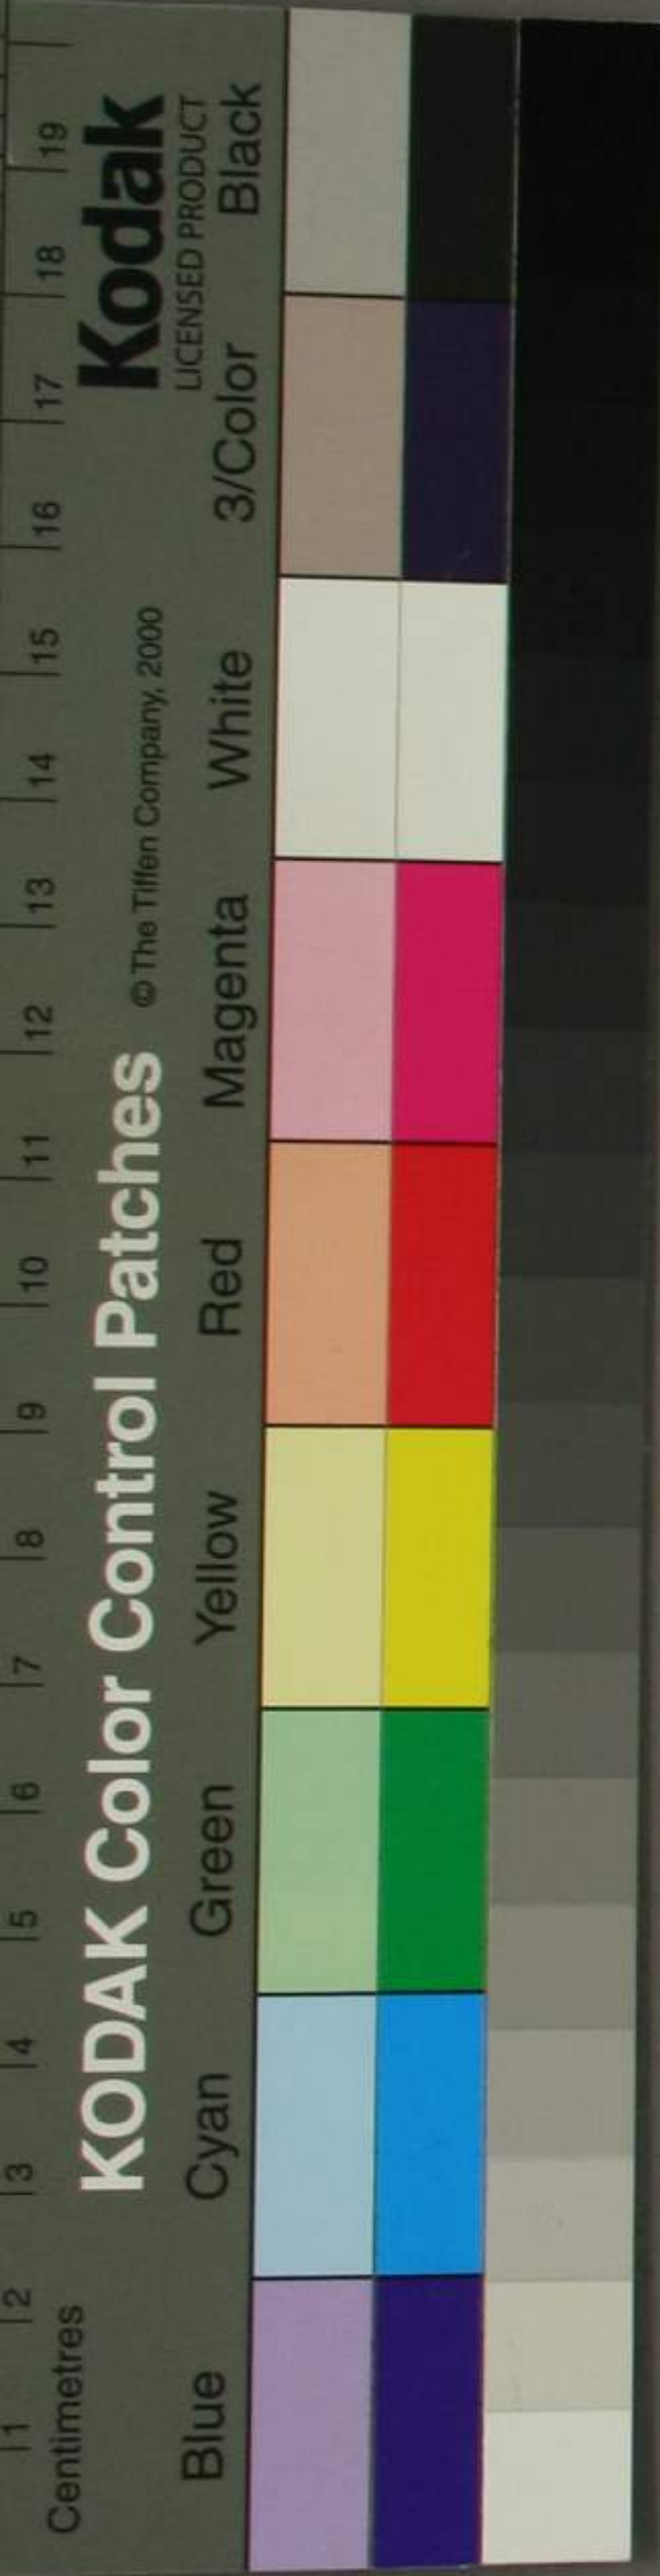 Centimetres
1 2 3 4 5 6 7 8 9 10 11 12 13 14 15 16 17 18 19
KODAK Color Control Patches © The Tiffen Company, 2000 Kodak
LICENSED PRODUCT
Blue Cyan Green Yellow Red Magenta White 3/Color Black